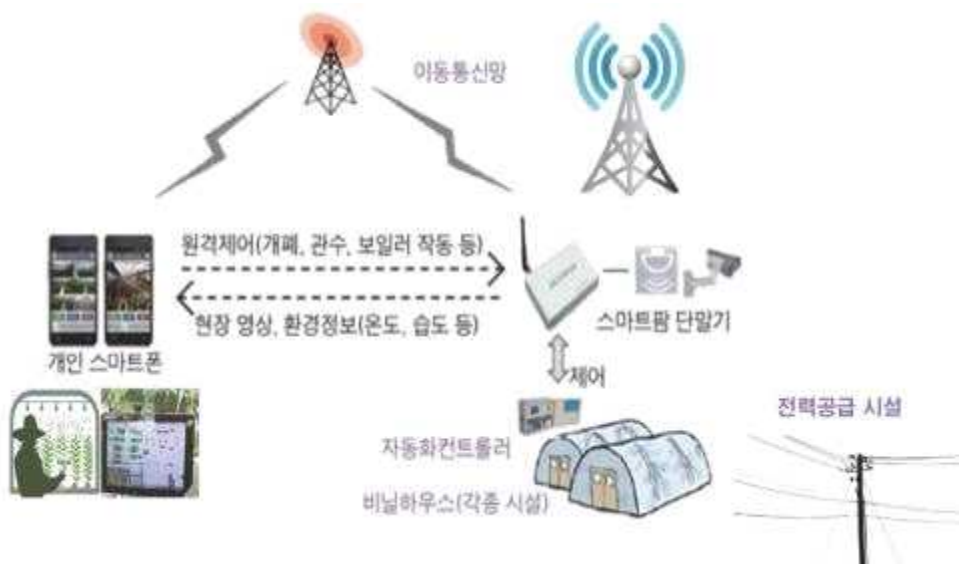 이동통신망
원격제어(개폐, 관수, 보일러 작동 등)
현장 영상, 환경정보(온도, 습도 등)
개인 스마트폰
스마트팜 단말기
제어
전력공급 시설
자동화컨트롤러
비닐하우스(각종 시설)